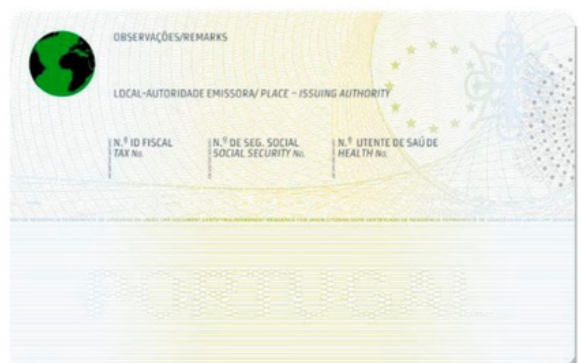 OBSERVAÇÕES/REMARKS
LOCAL-AUTORIDADE EMISSORA/ PLACE – ISSUING AUTHORITY
N.º ID FISCAL N.º DE SEG. SOCIAL N.º UTENTE DE SAÚDE
TAX No. SOCIAL SECURITY No. HEALTH No.
PORTUGAL